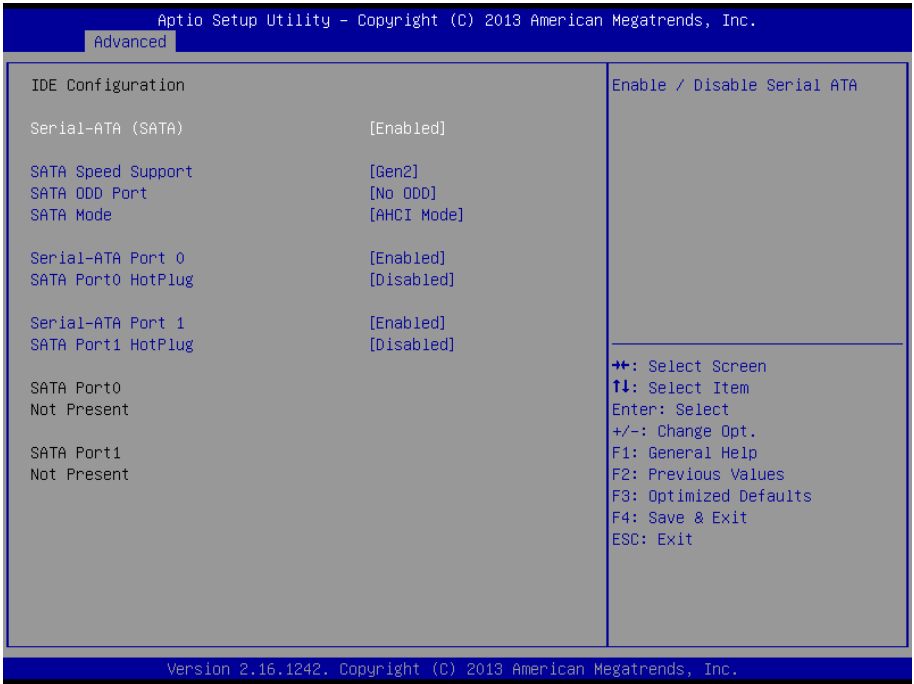 Aptio Setup Utility – Copyright (C) 2013 American Megatrends, Inc.
Advanced
IDE Configuration
Serial-ATA (SATA) [Enabled]
SATA Speed Support [Gen2]
SATA ODD Port [No ODD]
SATA Mode [AHCI Mode]
Serial-ATA Port 0 [Enabled]
SATA Port0 HotPlug [Disabled]
Serial-ATA Port 1 [Enabled]
SATA Port1 HotPlug [Disabled]
SATA Port0
Not Present
SATA Port1
Not Present
Enable / Disable Serial ATA
→←: Select Screen
↑↓: Select Item
Enter: Select
+/-: Change Opt.
F1: General Help
F2: Previous Values
F3: Optimized Defaults
F4: Save & Exit
ESC: Exit
Version 2.16.1242. Copyright (C) 2013 American Megatrends, Inc.